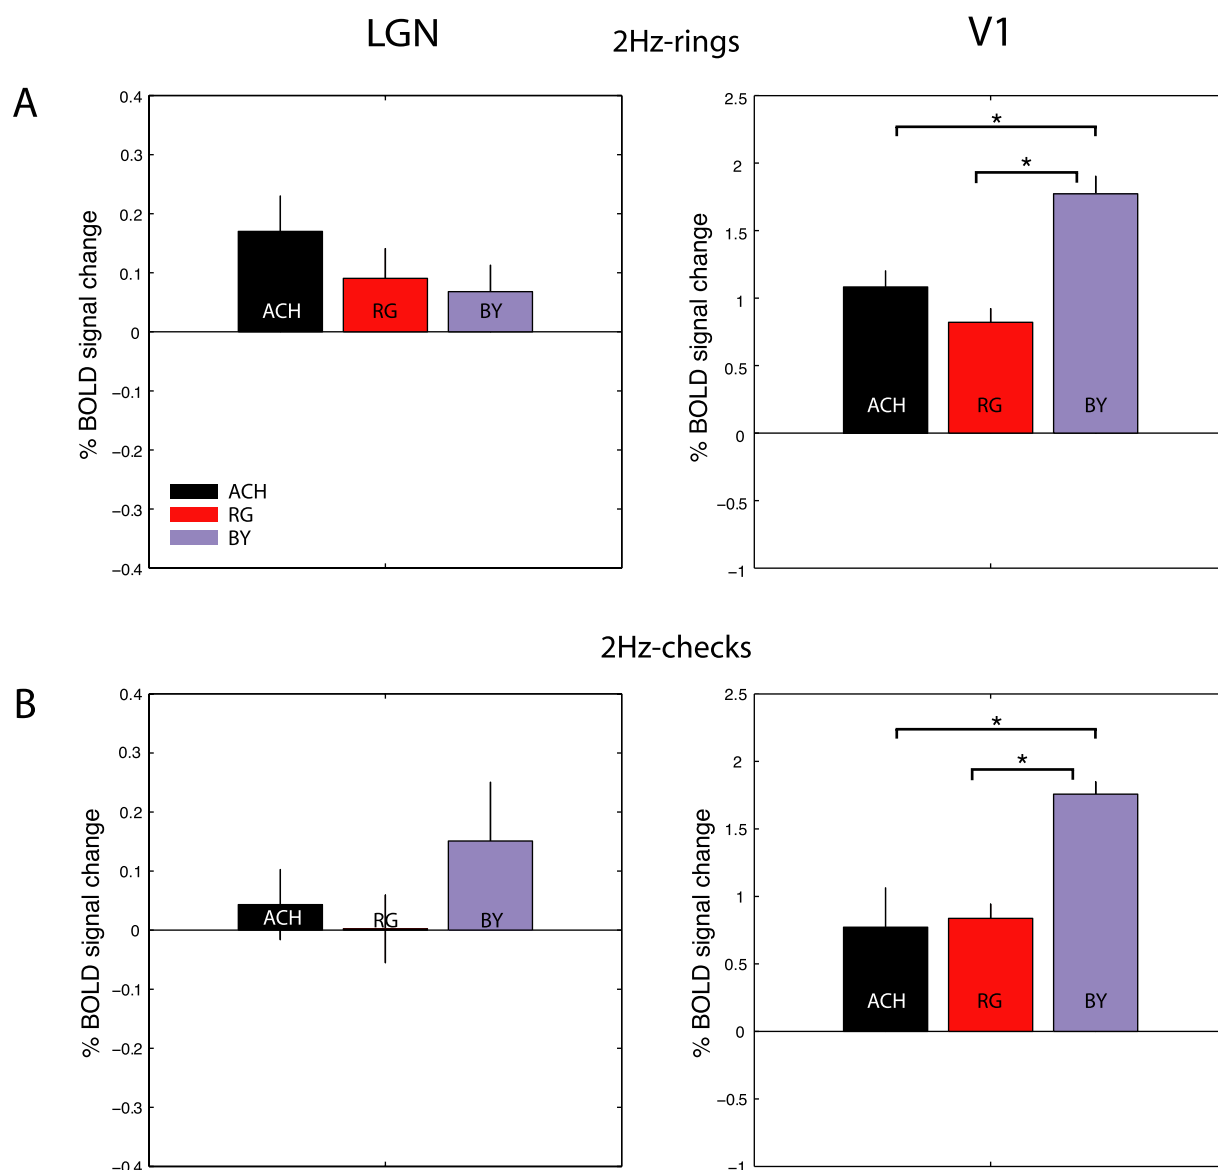 LGN
2Hz-rings
V1
A
% BOLD signal change
0.4
0.3
0.2
0.1
0
−0.1
−0.2
−0.3
−0.4
ACH
RG
BY
ACH
RG
BY
% BOLD signal change
2.5
2
1.5
1
0.5
0
−0.5
−1
*
*
ACH
RG
BY
2Hz-checks
B
% BOLD signal change
0.4
0.3
0.2
0.1
0
−0.1
−0.2
−0.3
−0.4
ACH
RG
BY
% BOLD signal change
2.5
2
1.5
1
0.5
0
−0.5
−1
*
*
ACH
RG
BY